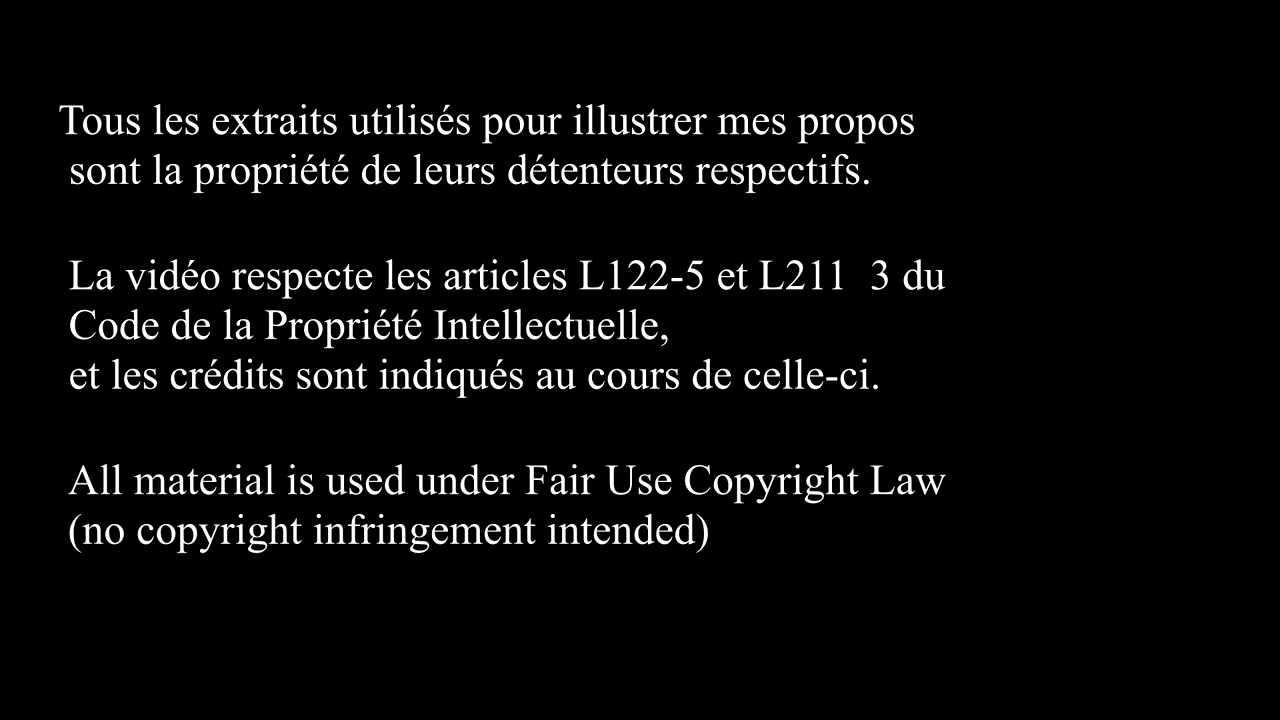 Tous les extraits utilisés pour illustrer mes propos
sont la propriété de leurs détenteurs respectifs.
La vidéo respecte les articles L122-5 et L211 3 du
Code de la Propriété Intellectuelle,
et les crédits sont indiqués au cours de celle-ci.
All material is used under Fair Use Copyright Law
(no copyright infringement intended)